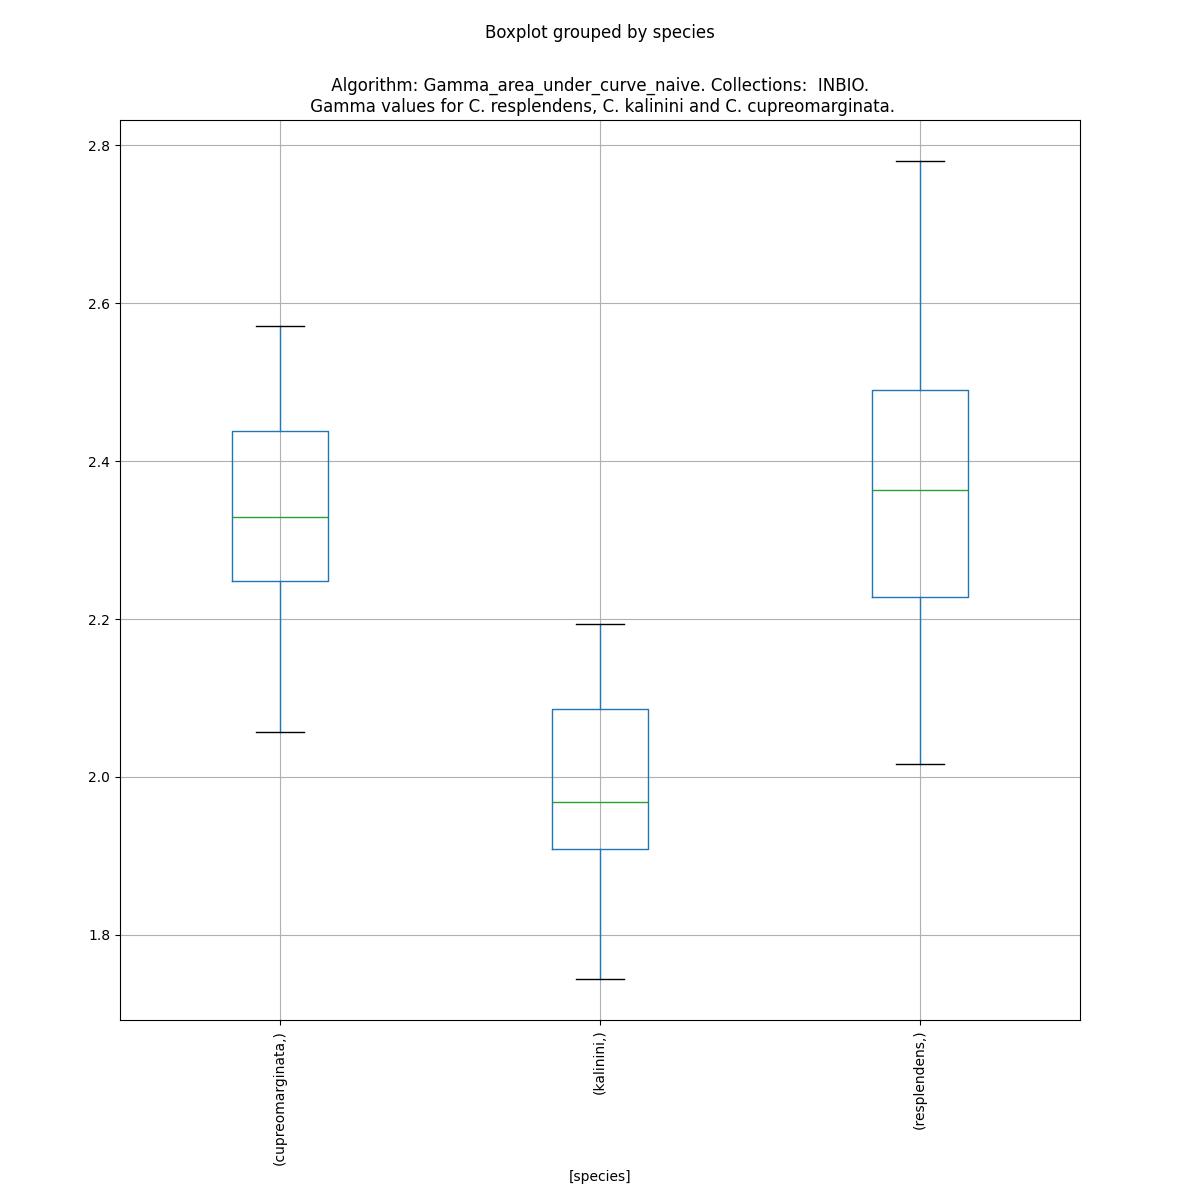 Boxplot grouped by species
Algorithm: Gamma_area_under_curve_naive. Collections:  INBIO.
Gamma values for C. resplendens, C. kalinini and C. cupreomarginata.
2.8
2.6
2.4
2.2
2.0
1.8
(cupreomarginata,)
(kalinini,)
(resplendens,)
[species]